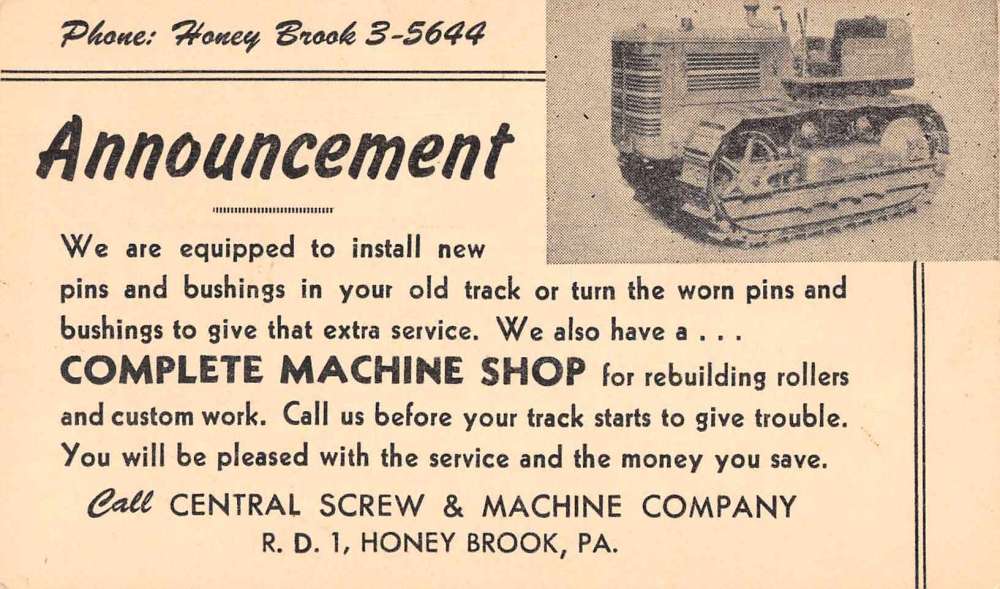 Phone: Honey Brook 3-5644
Announcement
We are equipped to install new
pins and bushings in your old track or turn the worn pins and
bushings to give that extra service. We also have a . . .
COMPLETE MACHINE SHOP for rebuilding rollers
and custom work. Call us before your track starts to give trouble.
You will be pleased with the service and the money you save.
Call CENTRAL SCREW & MACHINE COMPANY
R. D. 1, HONEY BROOK, PA.